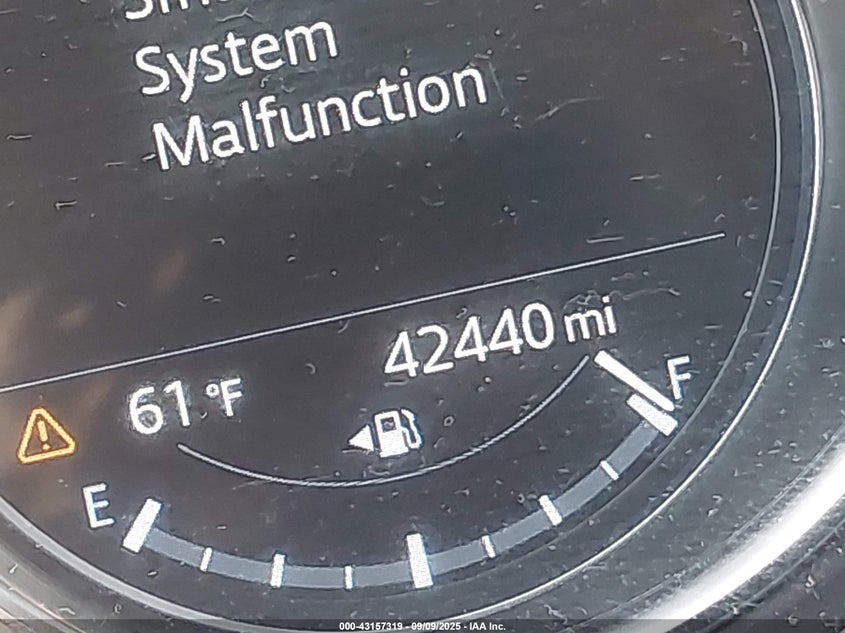 System
Malfunction
42440 mi
61 °F
F
E
000-43157319 - 09/09/2025 - IAA Inc.